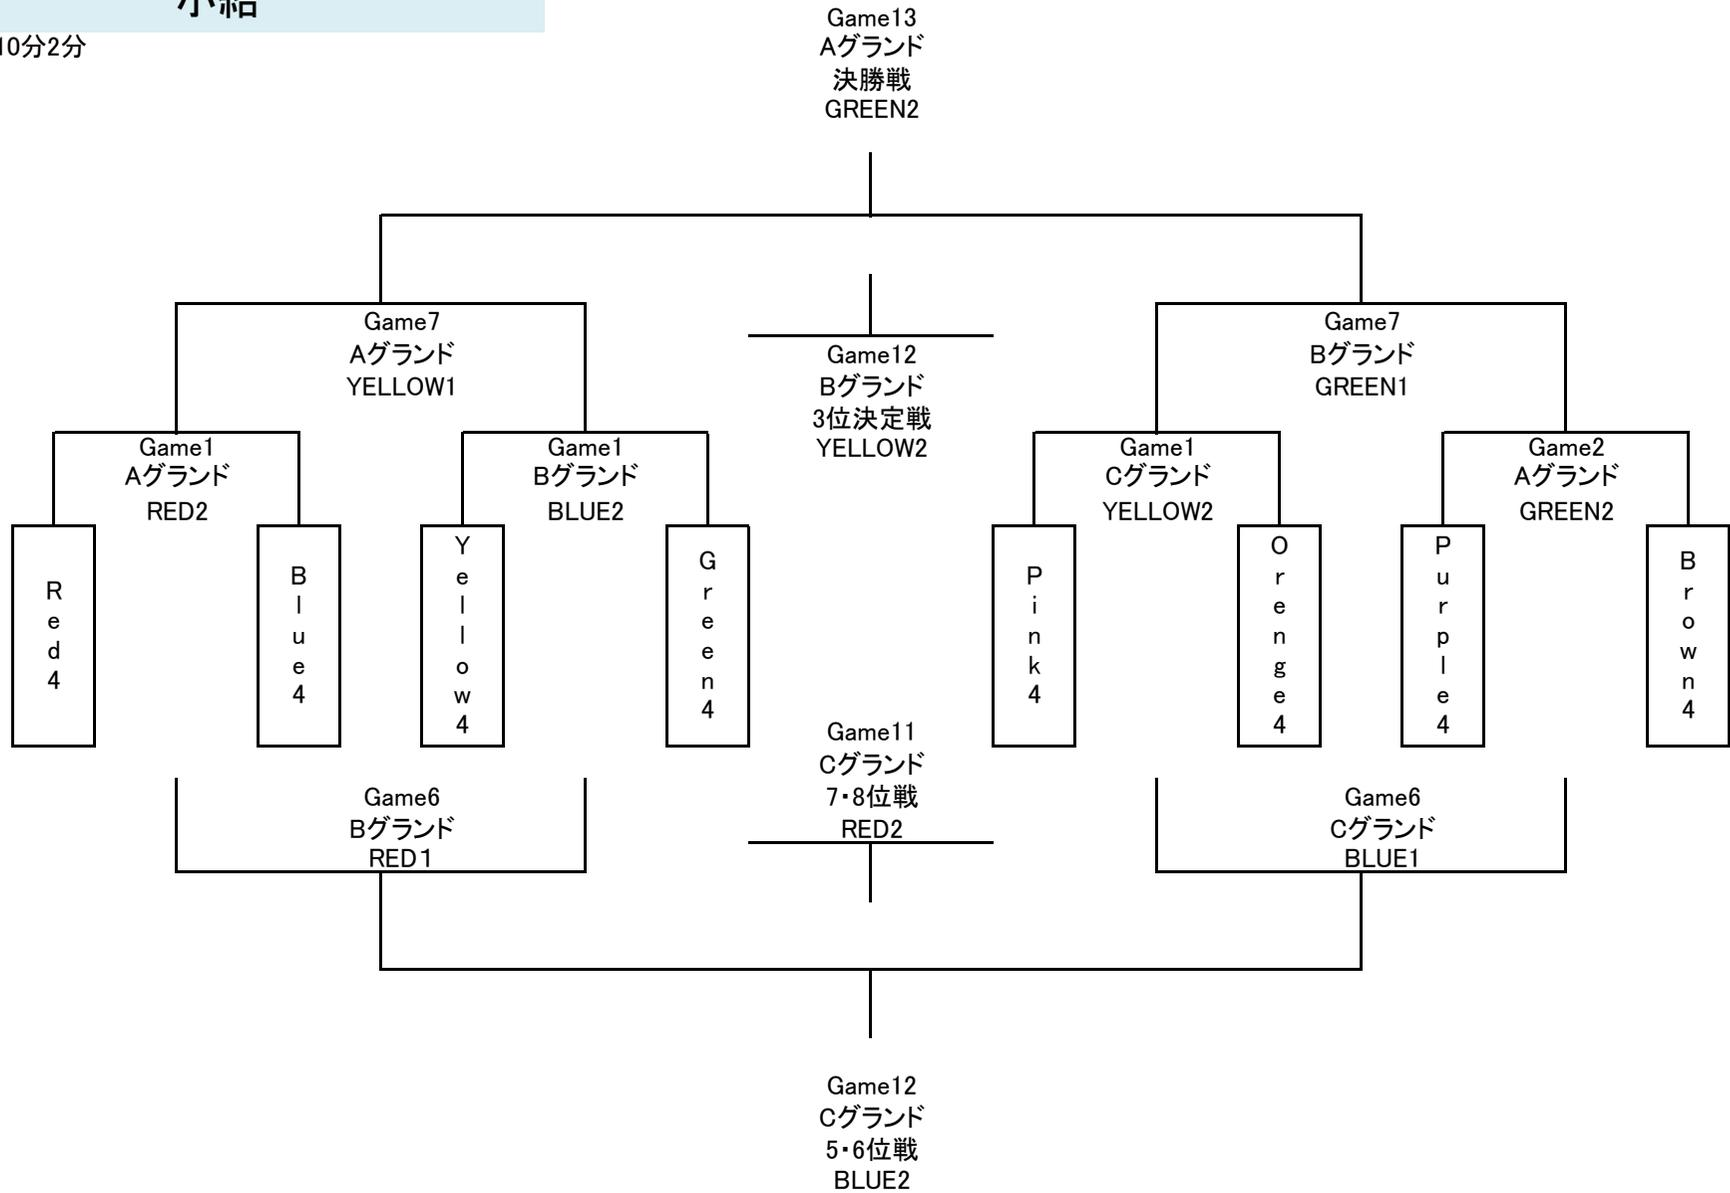 小結
10分2分
Game13
Aグランド
決勝戦
GREEN2
Game7
Aグランド
YELLOW1
Game12
Bグランド
3位決定戦
YELLOW2
Game7
Bグランド
GREEN1
Game1
Aグランド
RED2
Game1
Bグランド
BLUE2
Game1
Cグランド
YELLOW2
Game2
Aグランド
GREEN2
Red4
Blue4
Yellow4
Green4
Pink4
Orenge4
Purple4
Brown4
Game11
Cグランド
7・8位戦
RED2
Game6
Bグランド
RED1
Game6
Cグランド
BLUE1
Game12
Cグランド
5・6位戦
BLUE2